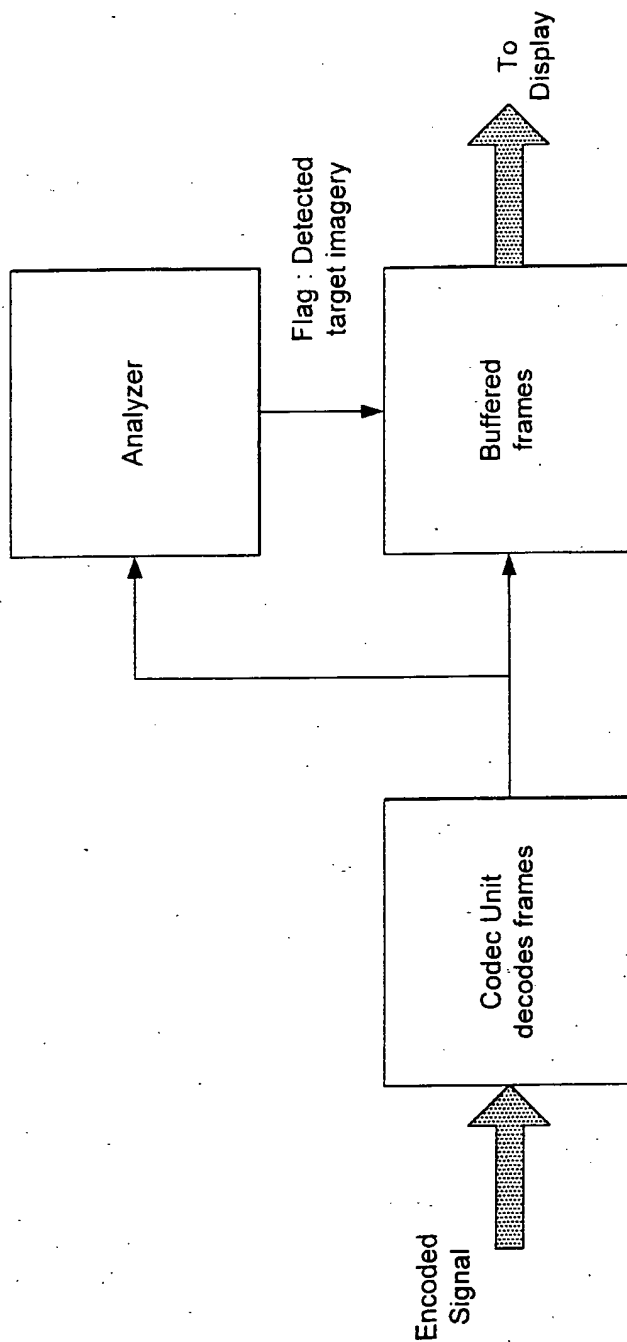 Encoded
Signal
Codec Unit
decodes frames
Analyzer
Flag : Detected
target imagery
Buffered
frames
To
Display